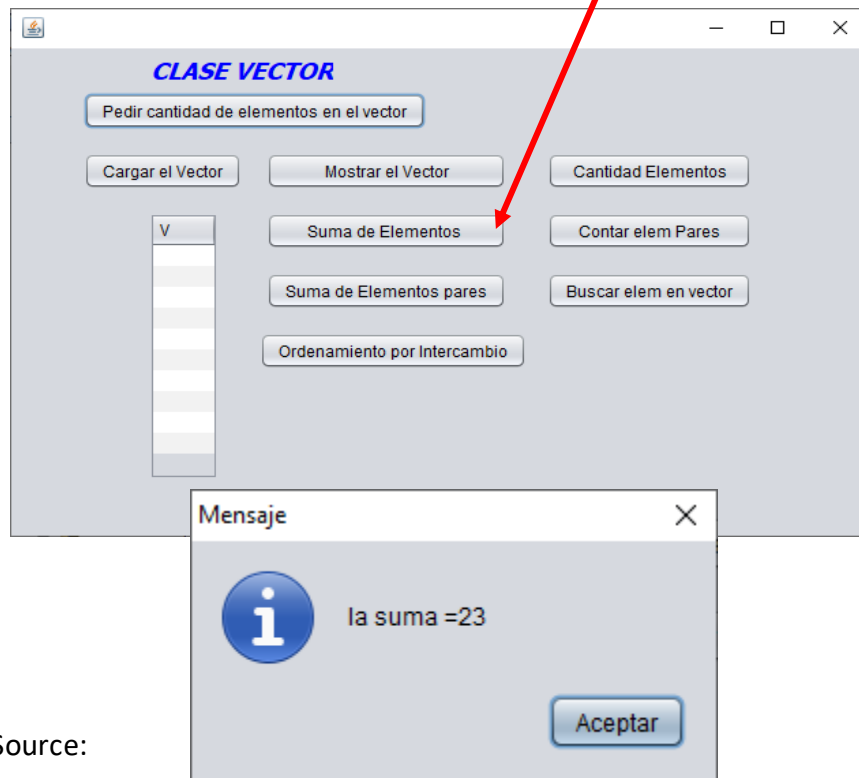 CLASE VECTOR
Pedir cantidad de elementos en el vector
Cargar el Vector Mostrar el Vector Cantidad Elementos
V Suma de Elementos Contar elem Pares
Suma de Elementos pares Buscar elem en vector
Ordenamiento por Intercambio
Mensaje
la suma =23
Aceptar
Source: